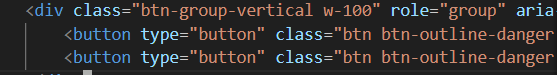 <div class="btn-group-vertical w-100" role="group" aria
<button type="button" class="btn btn-outline-danger
<button type="button" class="btn btn-outline-danger